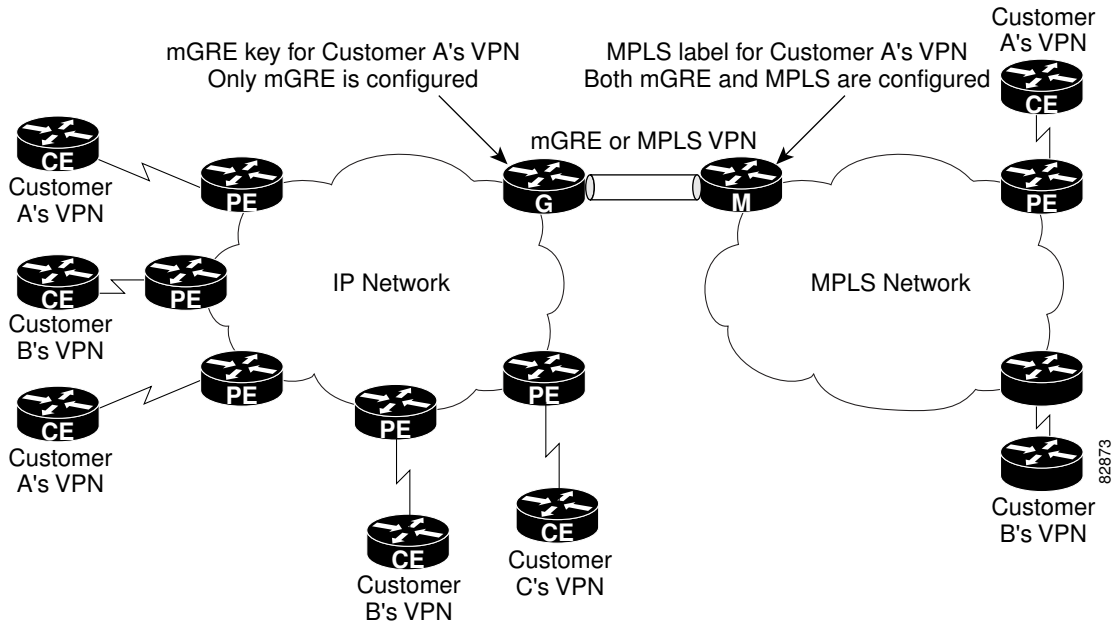 Customer
A's VPN
mGRE key for Customer A's VPN
Only mGRE is configured
MPLS label for Customer A's VPN
Both mGRE and MPLS are configured
CE
mGRE or MPLS VPN
CE
Customer
A's VPN
PE
G
M
PE
CE
Customer
B's VPN
PE
IP Network
MPLS Network
PE
PE
PE
CE
Customer
A's VPN
CE
Customer
B's VPN
CE
Customer
C's VPN
Customer
B's VPN
82873